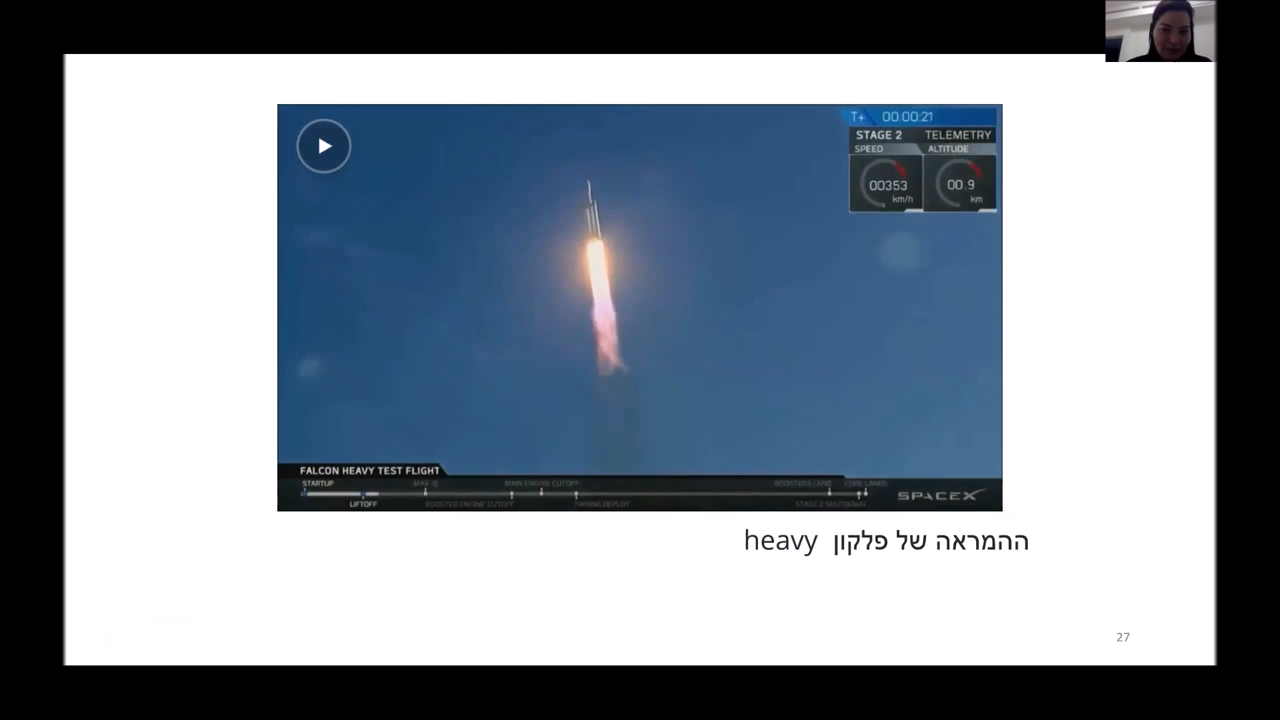 T+ 00:00:21
STAGE 2 TELEMETRY
SPEED ALTITUDE
00353 00.9
km/h km
FALCON HEAVY TEST FLIGHT
STARTUP MAX-Q MAIN ENGINE CUTOFF BOOSTERS LAND CORE LANDS
SPACEX
LIFTOFF BOOSTER ENGINE CUTOFF FAIRING DEPLOY STAGE 2 SHUTDOWN
ההמראה של פלקון heavy
27